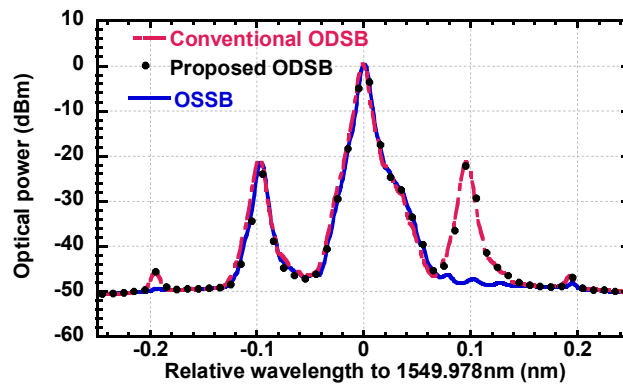 10
0
-10
-20
-30
-40
-50
-60
Optical power (dBm)
Conventional ODSB
Proposed ODSB
OSSB
-0.2 -0.1 0 0.1 0.2
Relative wavelength to 1549.978nm (nm)